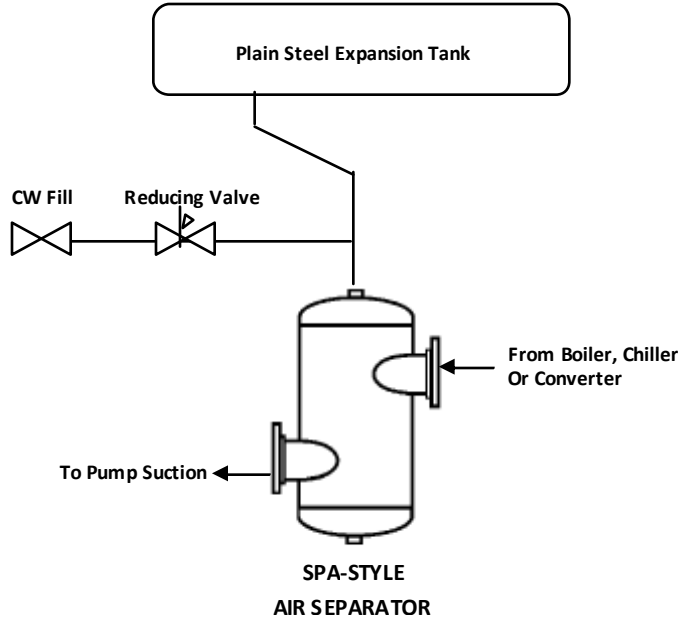 Plain Steel Expansion Tank
CW Fill
Reducing Valve
From Boiler, Chiller
Or Converter
To Pump Suction
SPA-STYLE
AIR SEPARATOR